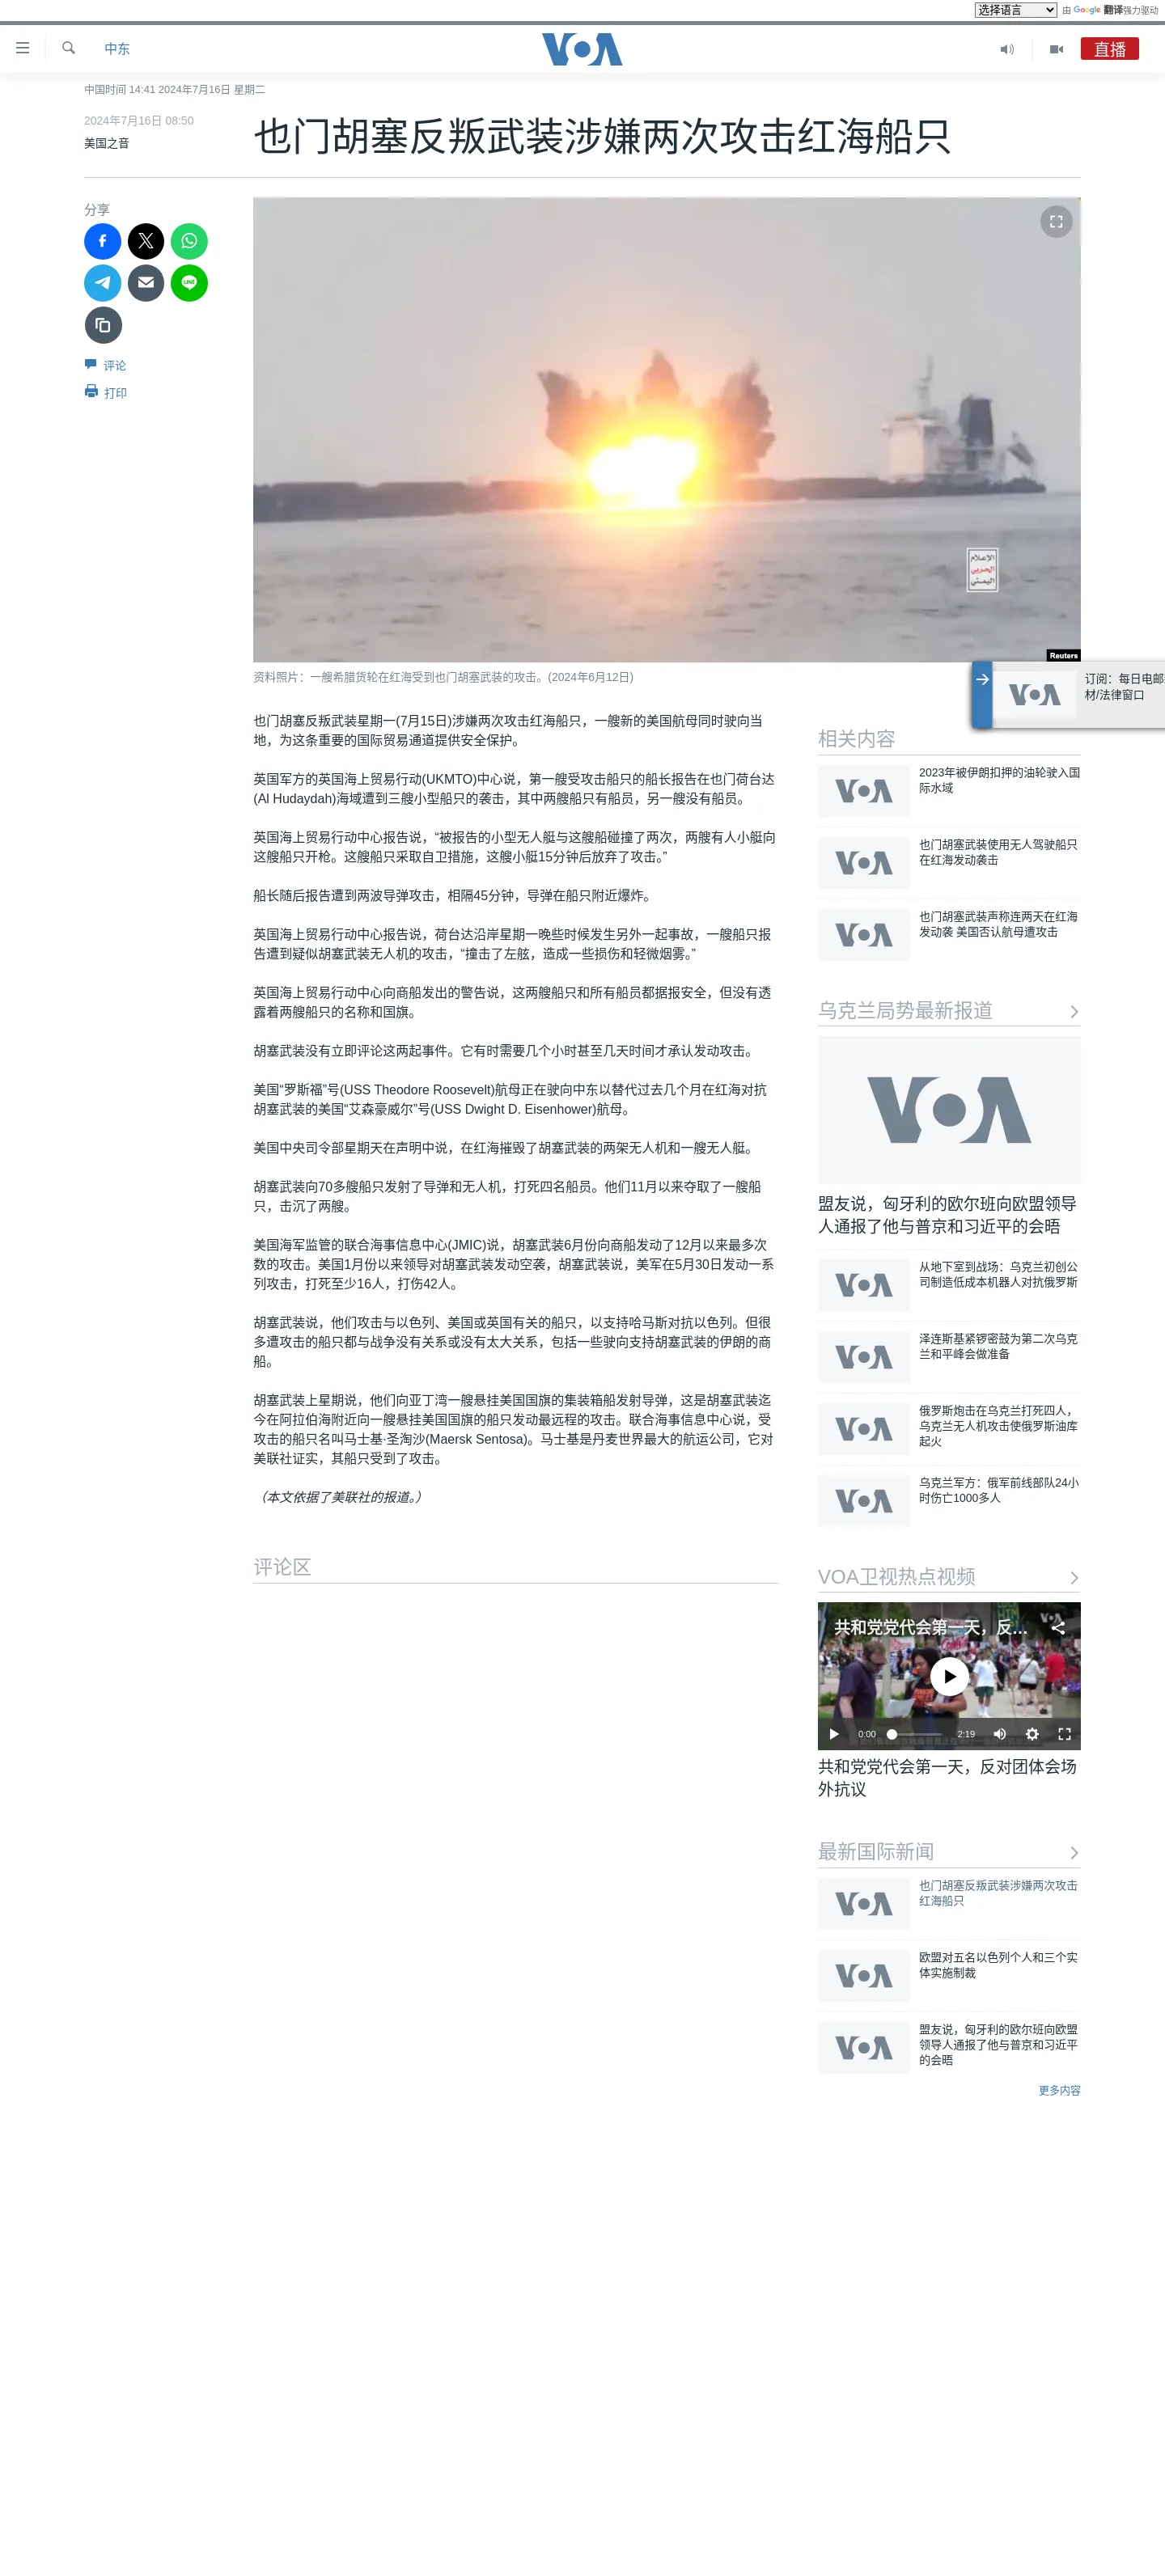 选择语言
由 Google 翻译强力驱动
中东
VOA
直播
中国时间 14:41 2024年7月16日 星期二
2024年7月16日 08:50
美国之音
也门胡塞反叛武装涉嫌两次攻击红海船只
分享
LINE
评论
打印
الإعلام
الحربي
اليمني
Reuters
资料照片：一艘希腊货轮在红海受到也门胡塞武装的攻击。(2024年6月12日)
VOA
订阅：每日电邮
材/法律窗口
也门胡塞反叛武装星期一(7月15日)涉嫌两次攻击红海船只，一艘新的美国航母同时驶向当
地，为这条重要的国际贸易通道提供安全保护。
英国军方的英国海上贸易行动(UKMTO)中心说，第一艘受攻击船只的船长报告在也门荷台达
(Al Hudaydah)海域遭到三艘小型船只的袭击，其中两艘船只有船员，另一艘没有船员。
英国海上贸易行动中心报告说，“被报告的小型无人艇与这艘船碰撞了两次，两艘有人小艇向
这艘船只开枪。这艘船只采取自卫措施，这艘小艇15分钟后放弃了攻击。”
船长随后报告遭到两波导弹攻击，相隔45分钟，导弹在船只附近爆炸。
英国海上贸易行动中心报告说，荷台达沿岸星期一晚些时候发生另外一起事故，一艘船只报
告遭到疑似胡塞武装无人机的攻击，“撞击了左舷，造成一些损伤和轻微烟雾。”
英国海上贸易行动中心向商船发出的警告说，这两艘船只和所有船员都据报安全，但没有透
露着两艘船只的名称和国旗。
胡塞武装没有立即评论这两起事件。它有时需要几个小时甚至几天时间才承认发动攻击。
美国“罗斯福”号(USS Theodore Roosevelt)航母正在驶向中东以替代过去几个月在红海对抗
胡塞武装的美国“艾森豪威尔”号(USS Dwight D. Eisenhower)航母。
美国中央司令部星期天在声明中说，在红海摧毁了胡塞武装的两架无人机和一艘无人艇。
胡塞武装向70多艘船只发射了导弹和无人机，打死四名船员。他们11月以来夺取了一艘船
只，击沉了两艘。
美国海军监管的联合海事信息中心(JMIC)说，胡塞武装6月份向商船发动了12月以来最多次
数的攻击。美国1月份以来领导对胡塞武装发动空袭，胡塞武装说，美军在5月30日发动一系
列攻击，打死至少16人，打伤42人。
胡塞武装说，他们攻击与以色列、美国或英国有关的船只，以支持哈马斯对抗以色列。但很
多遭攻击的船只都与战争没有关系或没有太大关系，包括一些驶向支持胡塞武装的伊朗的商
船。
胡塞武装上星期说，他们向亚丁湾一艘悬挂美国国旗的集装箱船发射导弹，这是胡塞武装迄
今在阿拉伯海附近向一艘悬挂美国国旗的船只发动最远程的攻击。联合海事信息中心说，受
攻击的船只名叫马士基·圣淘沙(Maersk Sentosa)。马士基是丹麦世界最大的航运公司，它对
美联社证实，其船只受到了攻击。
（本文依据了美联社的报道。）
评论区
相关内容
VOA
2023年被伊朗扣押的油轮驶入国
际水域
VOA
也门胡塞武装使用无人驾驶船只
在红海发动袭击
VOA
也门胡塞武装声称连两天在红海
发动袭 美国否认航母遭攻击
乌克兰局势最新报道
VOA
盟友说，匈牙利的欧尔班向欧盟领导
人通报了他与普京和习近平的会晤
VOA
从地下室到战场：乌克兰初创公
司制造低成本机器人对抗俄罗斯
VOA
泽连斯基紧锣密鼓为第二次乌克
兰和平峰会做准备
VOA
俄罗斯炮击在乌克兰打死四人，
乌克兰无人机攻击使俄罗斯油库
起火
VOA
乌克兰军方：俄军前线部队24小
时伤亡1000多人
VOA卫视热点视频
共和党党代会第一天，反...
VOA
0:00
2:19
共和党党代会第一天，反对团体会场
外抗议
最新国际新闻
VOA
也门胡塞反叛武装涉嫌两次攻击
红海船只
VOA
欧盟对五名以色列个人和三个实
体实施制裁
VOA
盟友说，匈牙利的欧尔班向欧盟
领导人通报了他与普京和习近平
的会晤
更多内容